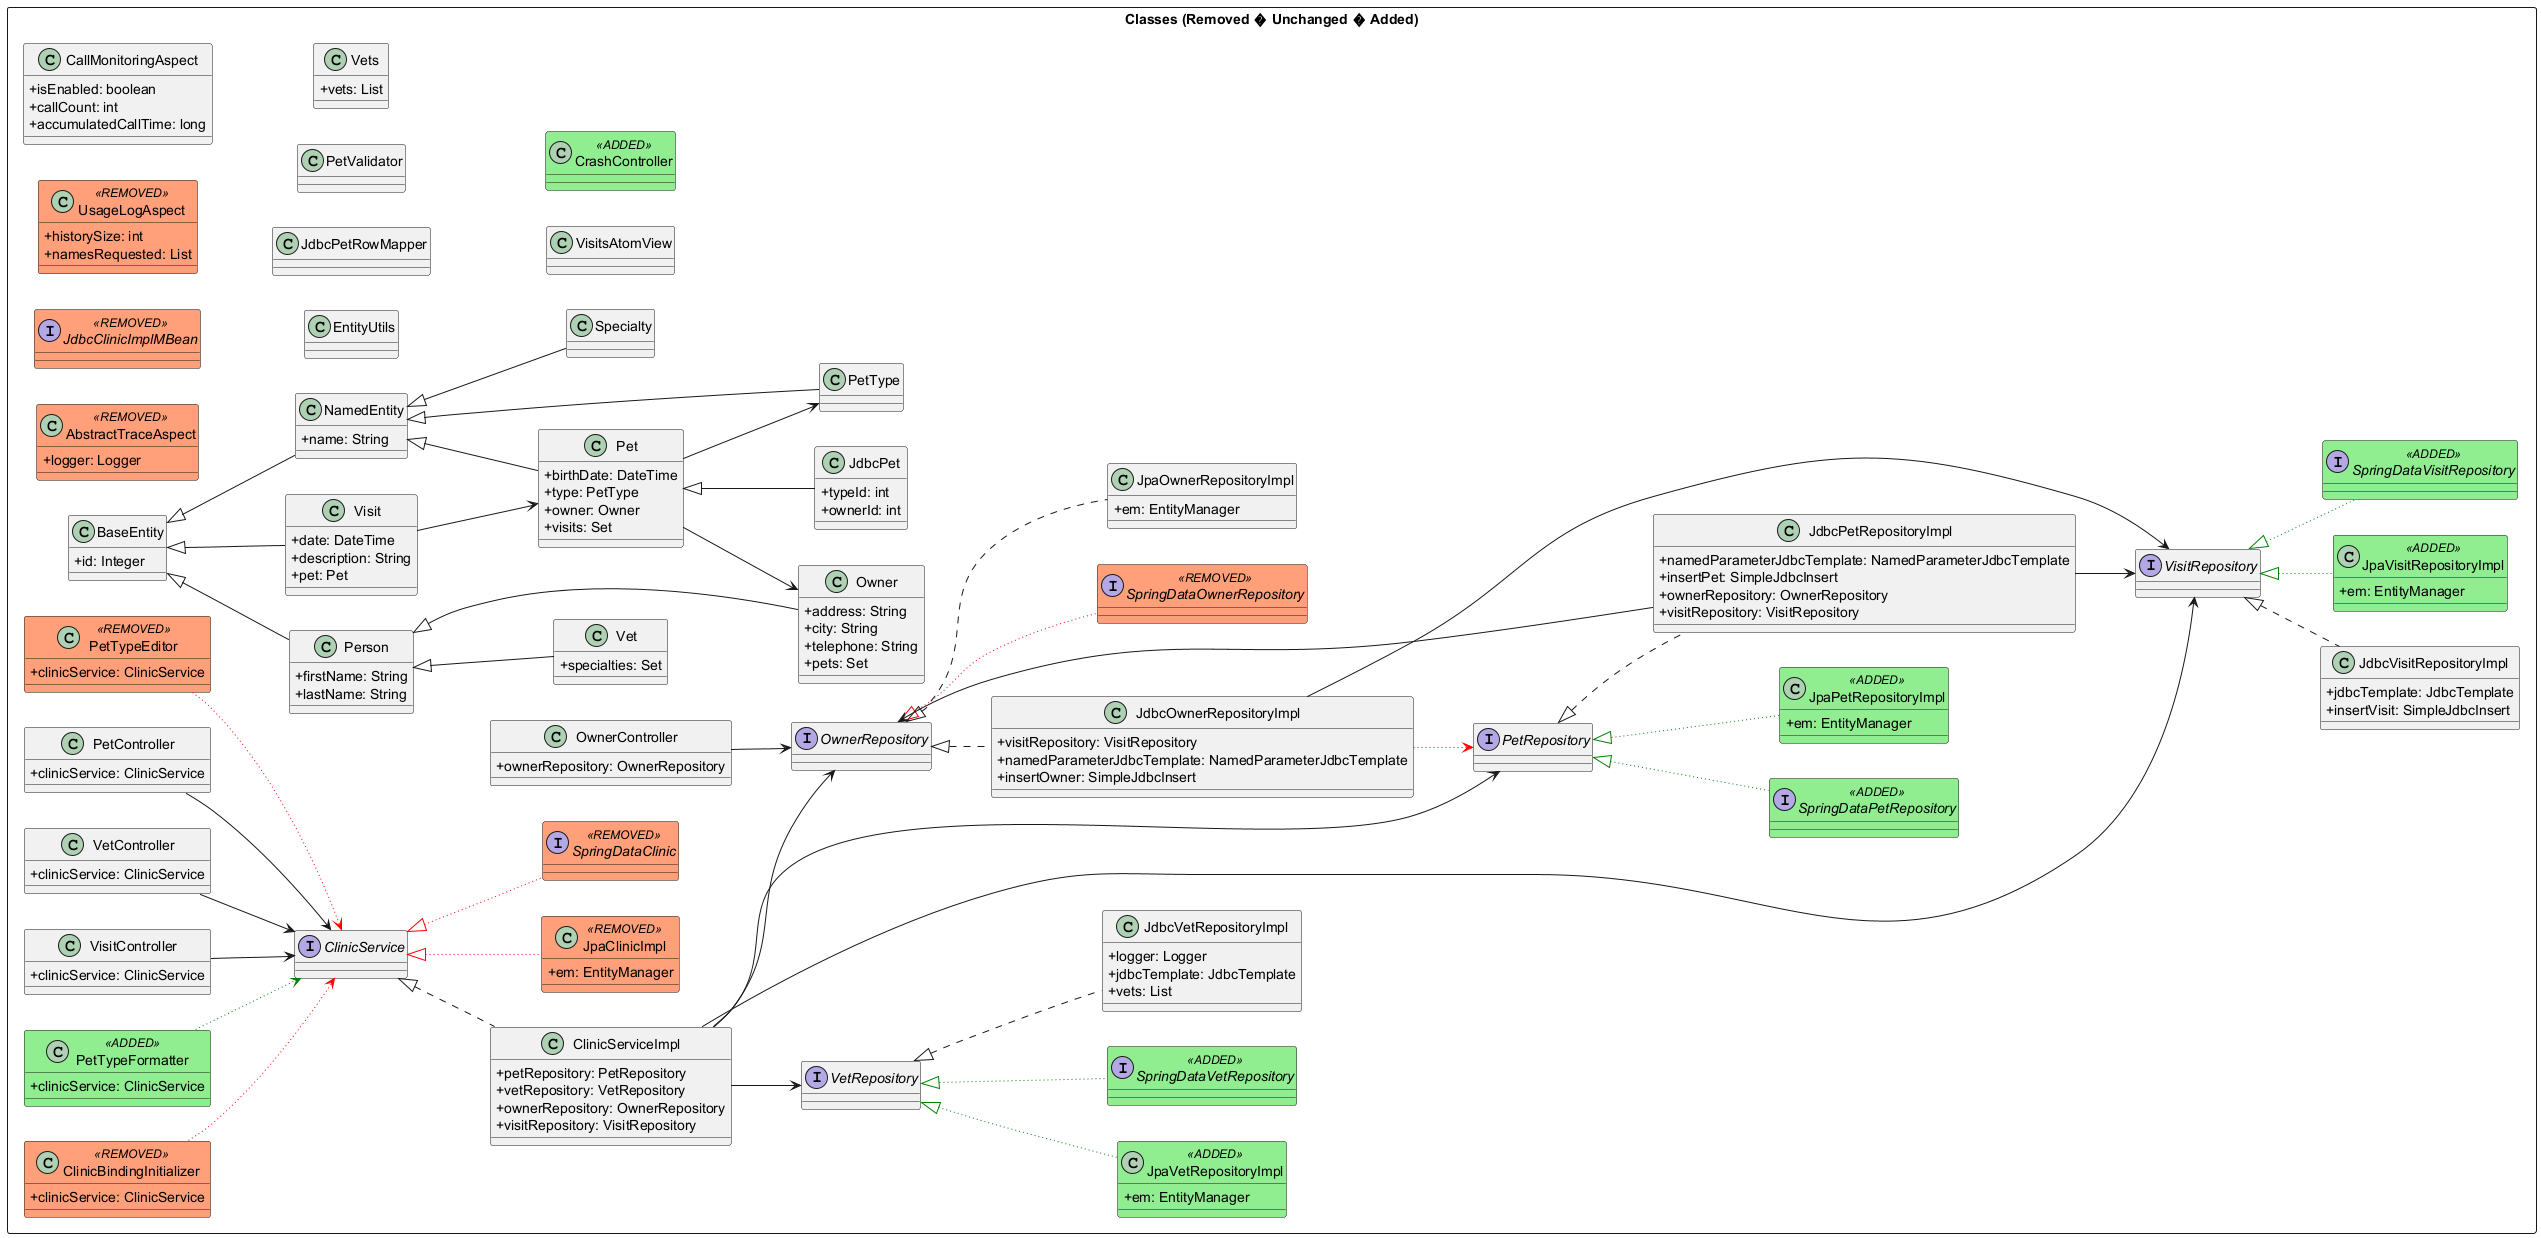 Classes (Removed � Unchanged � Added)
C CallMonitoringAspect
+isEnabled: boolean
+callCount: int
+accumulatedCallTime: long
C «REMOVED»
UsageLogAspect
+historySize: int
+namesRequested: List
I «REMOVED»
JdbcClinicImplMBean
C «REMOVED»
AbstractTraceAspect
+logger: Logger
C BaseEntity
+id: Integer
C «REMOVED»
PetTypeEditor
+clinicService: ClinicService
C PetController
+clinicService: ClinicService
C VetController
+clinicService: ClinicService
C VisitController
+clinicService: ClinicService
C «ADDED»
PetTypeFormatter
+clinicService: ClinicService
C «REMOVED»
ClinicBindingInitializer
+clinicService: ClinicService
C Vets
+vets: List
C PetValidator
C JdbcPetRowMapper
C EntityUtils
C NamedEntity
+name: String
C Visit
+date: DateTime
+description: String
+pet: Pet
C Person
+firstName: String
+lastName: String
I ClinicService
C «ADDED»
CrashController
C VisitsAtomView
C Specialty
C Pet
+birthDate: DateTime
+type: PetType
+owner: Owner
+visits: Set
C Vet
+specialties: Set
C OwnerController
+ownerRepository: OwnerRepository
I «REMOVED»
SpringDataClinic
C «REMOVED»
JpaClinicImpl
+em: EntityManager
C ClinicServiceImpl
+petRepository: PetRepository
+vetRepository: VetRepository
+ownerRepository: OwnerRepository
+visitRepository: VisitRepository
C PetType
C JdbcPet
+typeId: int
+ownerId: int
C Owner
+address: String
+city: String
+telephone: String
+pets: Set
I OwnerRepository
I VetRepository
C JpaOwnerRepositoryImpl
+em: EntityManager
I «REMOVED»
SpringDataOwnerRepository
C JdbcOwnerRepositoryImpl
+visitRepository: VisitRepository
+namedParameterJdbcTemplate: NamedParameterJdbcTemplate
+insertOwner: SimpleJdbcInsert
C JdbcVetRepositoryImpl
+logger: Logger
+jdbcTemplate: JdbcTemplate
+vets: List
I «ADDED»
SpringDataVetRepository
C «ADDED»
JpaVetRepositoryImpl
+em: EntityManager
I PetRepository
C JdbcPetRepositoryImpl
+namedParameterJdbcTemplate: NamedParameterJdbcTemplate
+insertPet: SimpleJdbcInsert
+ownerRepository: OwnerRepository
+visitRepository: VisitRepository
C «ADDED»
JpaPetRepositoryImpl
+em: EntityManager
I «ADDED»
SpringDataPetRepository
I VisitRepository
I «ADDED»
SpringDataVisitRepository
C «ADDED»
JpaVisitRepositoryImpl
+em: EntityManager
C JdbcVisitRepositoryImpl
+jdbcTemplate: JdbcTemplate
+insertVisit: SimpleJdbcInsert